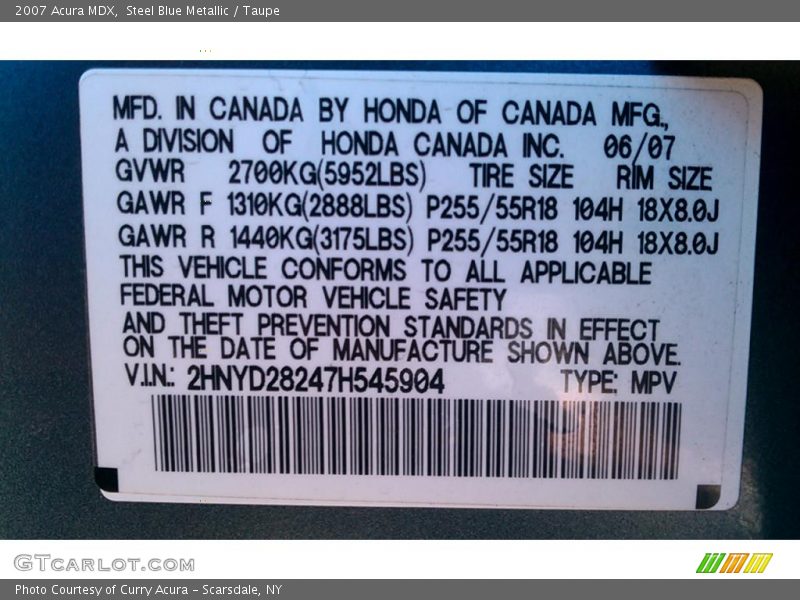 2007 Acura MDX,  Steel Blue Metallic / Taupe
MFD. IN CANADA BY HONDA OF CANADA MFG.,
A DIVISION OF HONDA CANADA INC. 06/07
GVWR 2700KG(5952LBS) TIRE SIZE RIM SIZE
GAWR F 1310KG(2888LBS) P255/55R18 104H 18X8.0J
GAWR R 1440KG(3175LBS) P255/55R18 104H 18X8.0J
THIS VEHICLE CONFORMS TO ALL APPLICABLE
FEDERAL MOTOR VEHICLE SAFETY
AND THEFT PREVENTION STANDARDS IN EFFECT
ON THE DATE OF MANUFACTURE SHOWN ABOVE.
V.I.N.: 2HNYD28247H545904 TYPE: MPV
GTCARLOT.COM
Photo Courtesy of Curry Acura - Scarsdale, NY